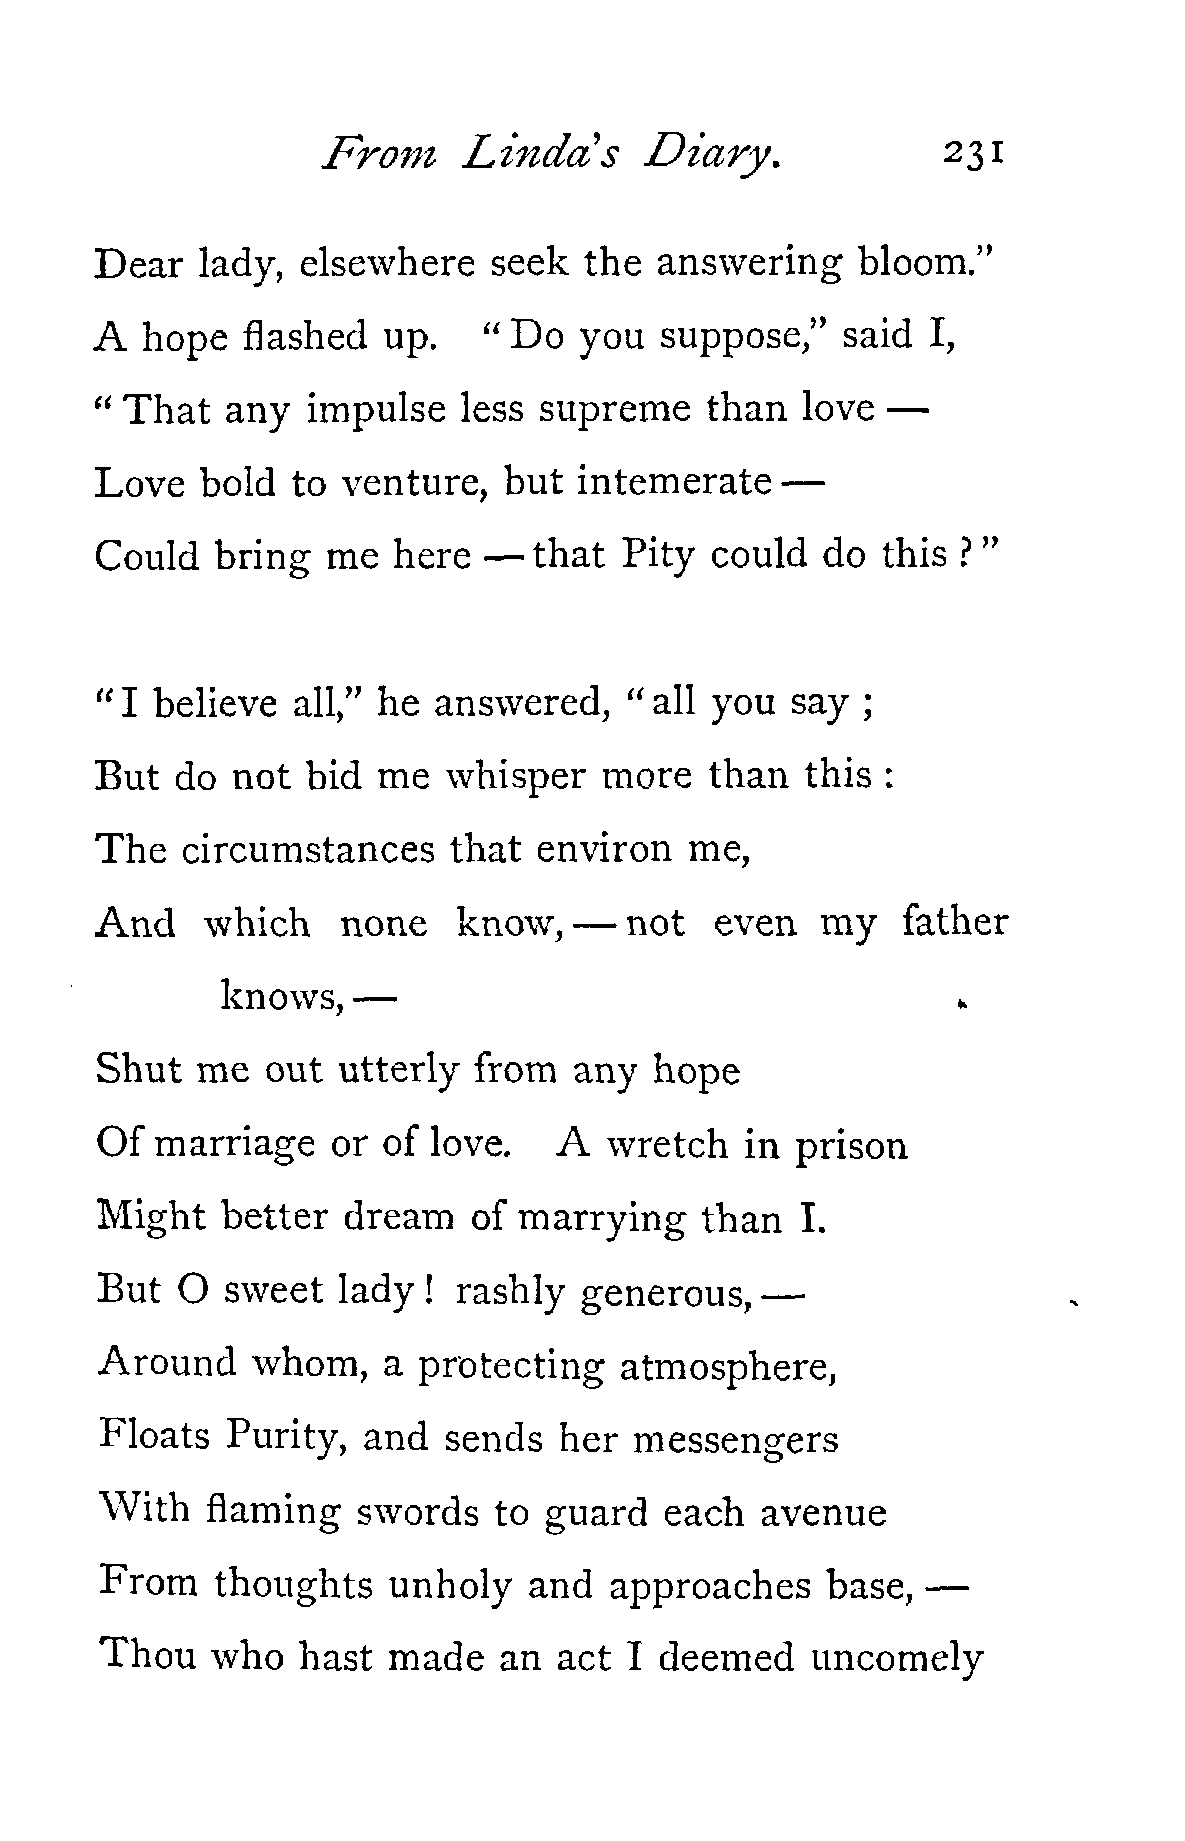 From Linda's Diary. 231
Dear lady, elsewhere seek the answering bloom."
A hope flashed up. "Do you suppose," said I,
"That any impulse less supreme than love —
Love bold to venture, but intemerate —
Could bring me here — that Pity could do this?"
"I believe all," he answered, "all you say;
But do not bid me whisper more than this:
The circumstances that environ me,
And which none know, — not even my father
knows, —
Shut me out utterly from any hope
Of marriage or of love. A wretch in prison
Might better dream of marrying than I.
But O sweet lady! rashly generous, —
Around whom, a protecting atmosphere,
Floats Purity, and sends her messengers
With flaming swords to guard each avenue
From thoughts unholy and approaches base, —
Thou who hast made an act I deemed uncomely